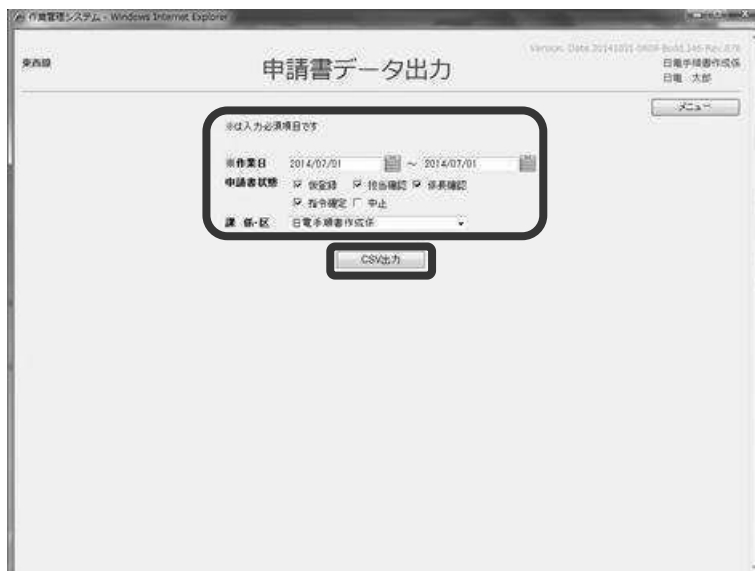 作業管理システム - Windows Internet Explorer
東西線
申請書データ出力
日電手順書作成係
日電 太郎
メニュー
※は入力必須項目です
※作業日 2014/07/01 ～ 2014/07/01
申請書状態 仮登録 担当確認 係長確認
指令確定 中止
課 係・区 日電手順書作成係
CSV出力